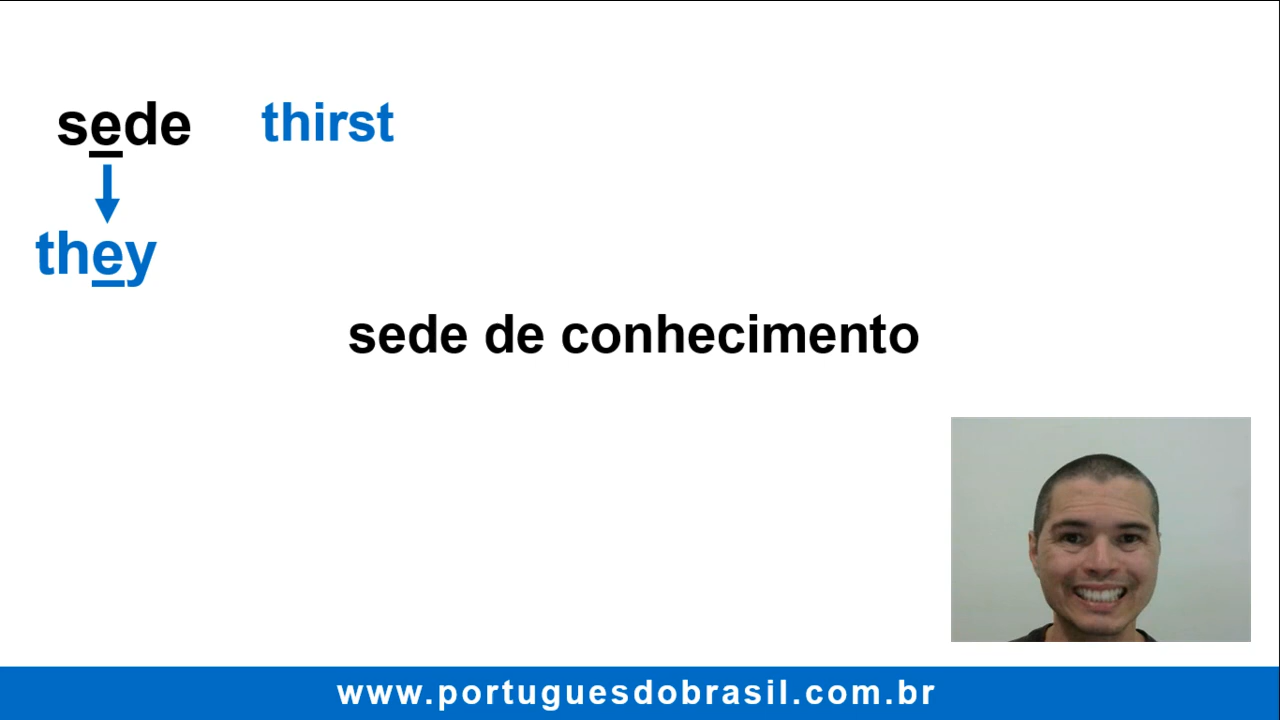 sede thirst
they
sede de conhecimento
www.portuguesdobrasil.com.br